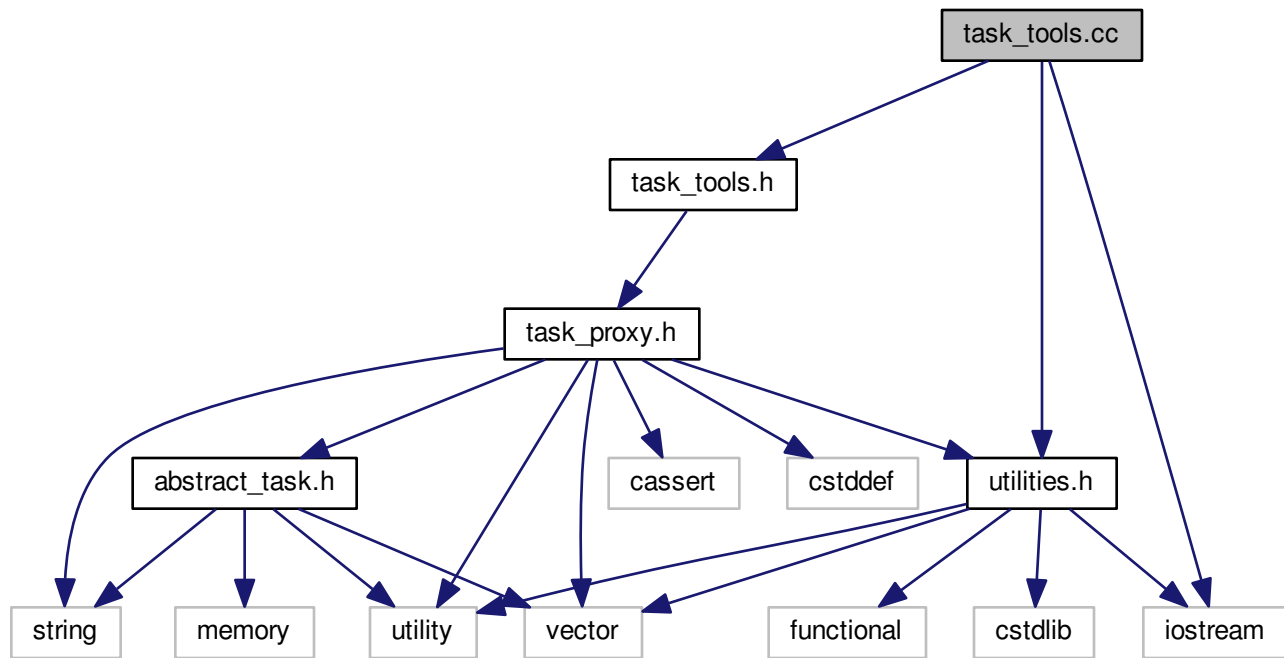 task_tools.cc
task_tools.h
task_proxy.h
abstract_task.h
cassert
cstddef
utilities.h
string
memory
utility
vector
functional
cstdlib
iostream